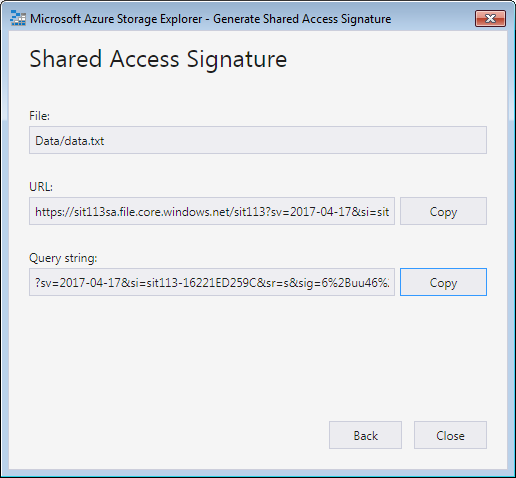 Microsoft Azure Storage Explorer - Generate Shared Access Signature
Shared Access Signature
File:
Data/data.txt
URL:
https://sit113sa.file.core.windows.net/sit113?sv=2017-04-17&si=sit
Copy
Query string:
?sv=2017-04-17&si=sit113-16221ED259C&sr=s&sig=6%2Buu46%
Copy
Back
Close